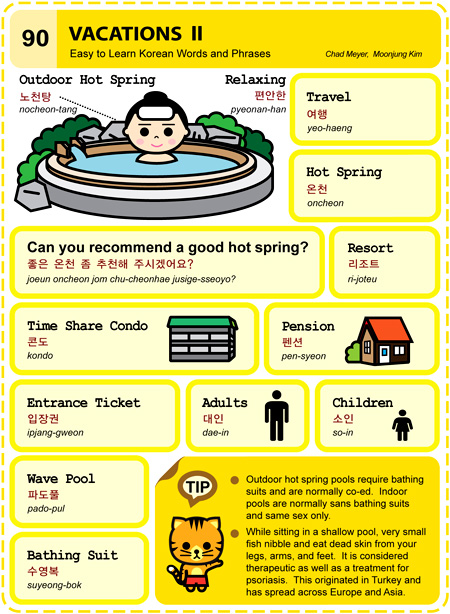 90
VACATIONS II
Easy to Learn Korean Words and Phrases
Chad Meyer, Moonjung Kim
Outdoor Hot Spring
노천탕
nocheon-tang
Relaxing
편안한
pyeonan-han
Travel
여행
yeo-haeng
Hot Spring
온천
oncheon
Can you recommend a good hot spring?
좋은 온천 좀 추천해 주시겠어요?
joeun oncheon jom chu-cheonhae jusige-sseoyo?
Resort
리조트
ri-joteu
Time Share Condo
콘도
kondo
Pension
펜션
pen-syeon
Entrance Ticket
입장권
ipjang-gweon
Adults
대인
dae-in
Children
소인
so-in
Wave Pool
파도풀
pado-pul
Bathing Suit
수영복
suyeong-bok
TIP
Outdoor hot spring pools require bathing
suits and are normally co-ed. Indoor
pools are normally sans bathing suits
and same sex only.
While sitting in a shallow pool, very small
fish nibble and eat dead skin from your
legs, arms, and feet. It is considered
therapeutic as well as a treatment for
psoriasis. This originated in Turkey and
has spread across Europe and Asia.